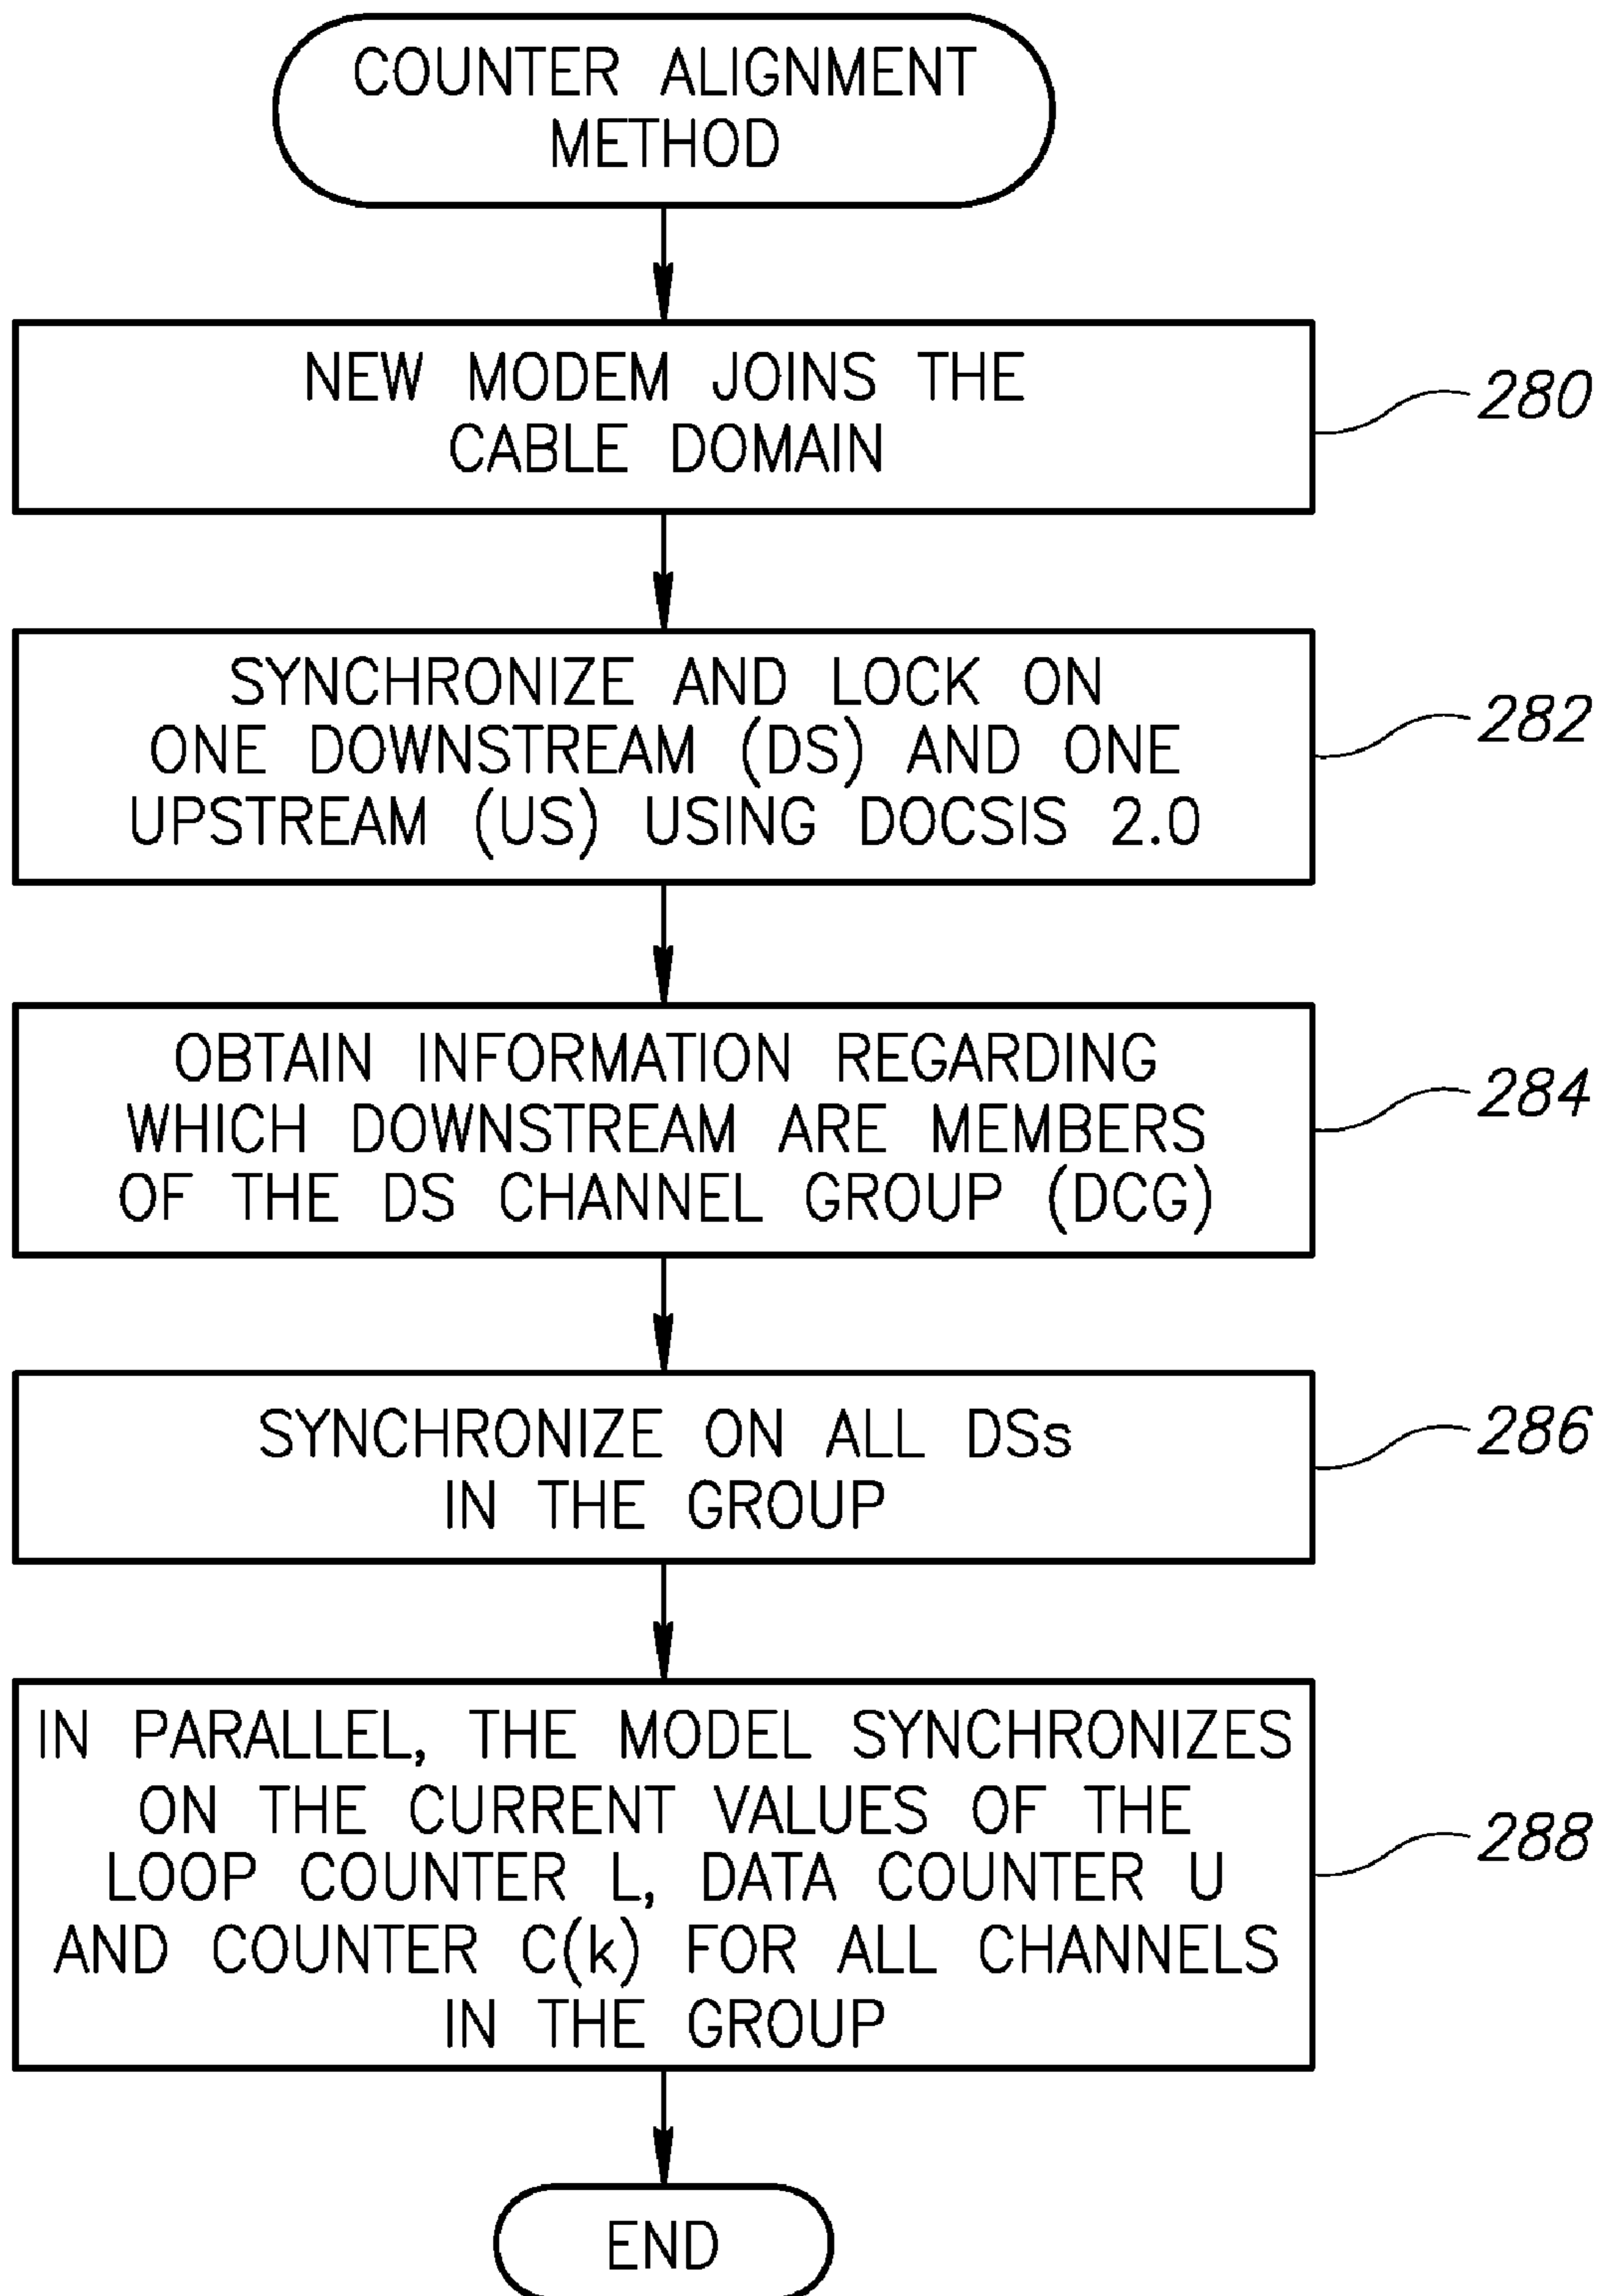 COUNTER ALIGNMENT
METHOD
NEW MODEM JOINS THE
CABLE DOMAIN
280
SYNCHRONIZE AND LOCK ON
ONE DOWNSTREAM (DS) AND ONE
UPSTREAM (US) USING DOCSIS 2.0
282
OBTAIN INFORMATION REGARDING
WHICH DOWNSTREAM ARE MEMBERS
OF THE DS CHANNEL GROUP (DCG)
284
SYNCHRONIZE ON ALL DSs
IN THE GROUP
286
IN PARALLEL, THE MODEL SYNCHRONIZES
ON THE CURRENT VALUES OF THE
LOOP COUNTER L, DATA COUNTER U
AND COUNTER C(k) FOR ALL CHANNELS
IN THE GROUP
288
END